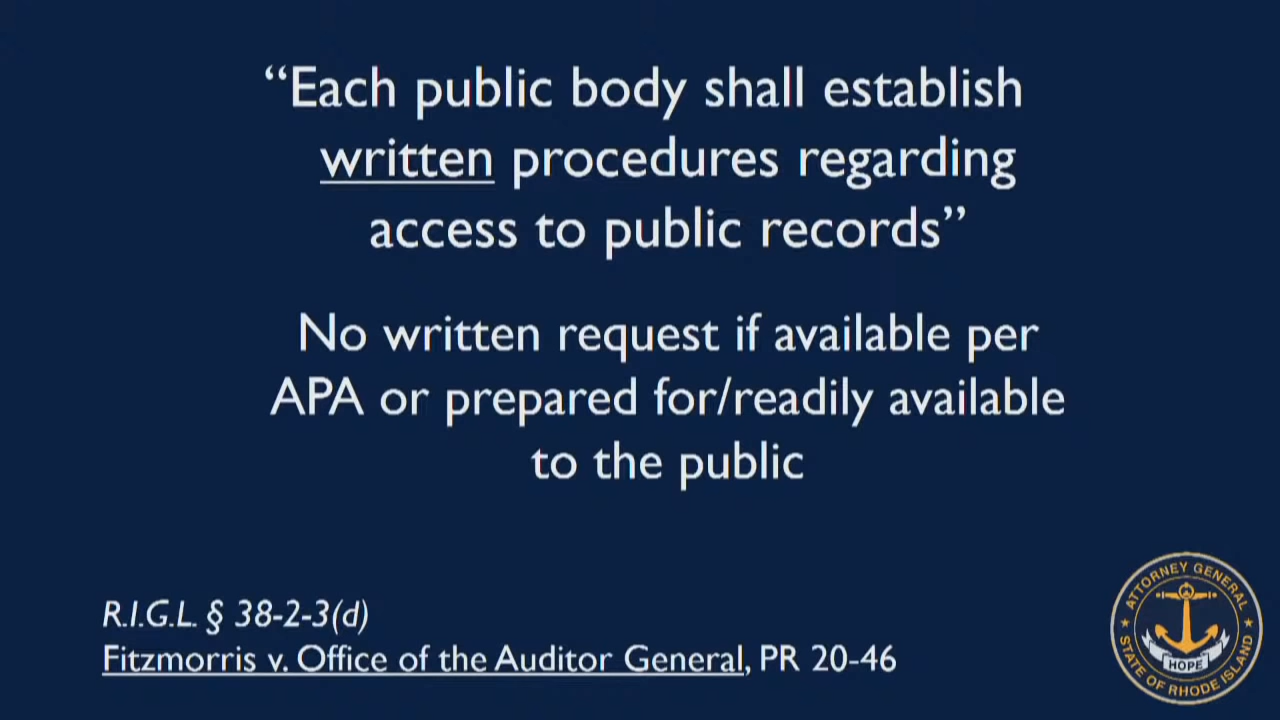 “Each public body shall establish
written procedures regarding
access to public records”
No written request if available per
APA or prepared for/readily available
to the public
R.I.G.L. § 38-2-3(d)
Fitzmorris v. Office of the Auditor General, PR 20-46
ATTORNEY GENERAL
HOPE
STATE OF RHODE ISLAND